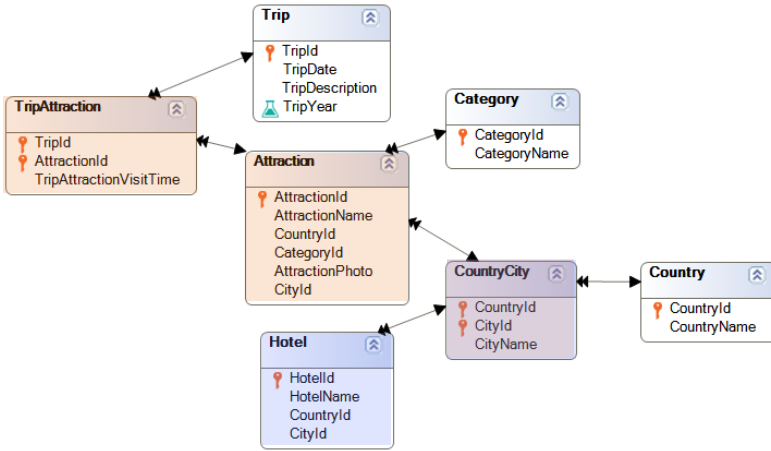 Trip
TripId
TripDate
TripDescription
TripYear
TripAttraction
TripId
AttractionId
TripAttractionVisitTime
Category
CategoryId
CategoryName
Attraction
AttractionId
AttractionName
CountryId
CategoryId
AttractionPhoto
CityId
CountryCity
CountryId
CityId
CityName
Country
CountryId
CountryName
Hotel
HotelId
HotelName
CountryId
CityId